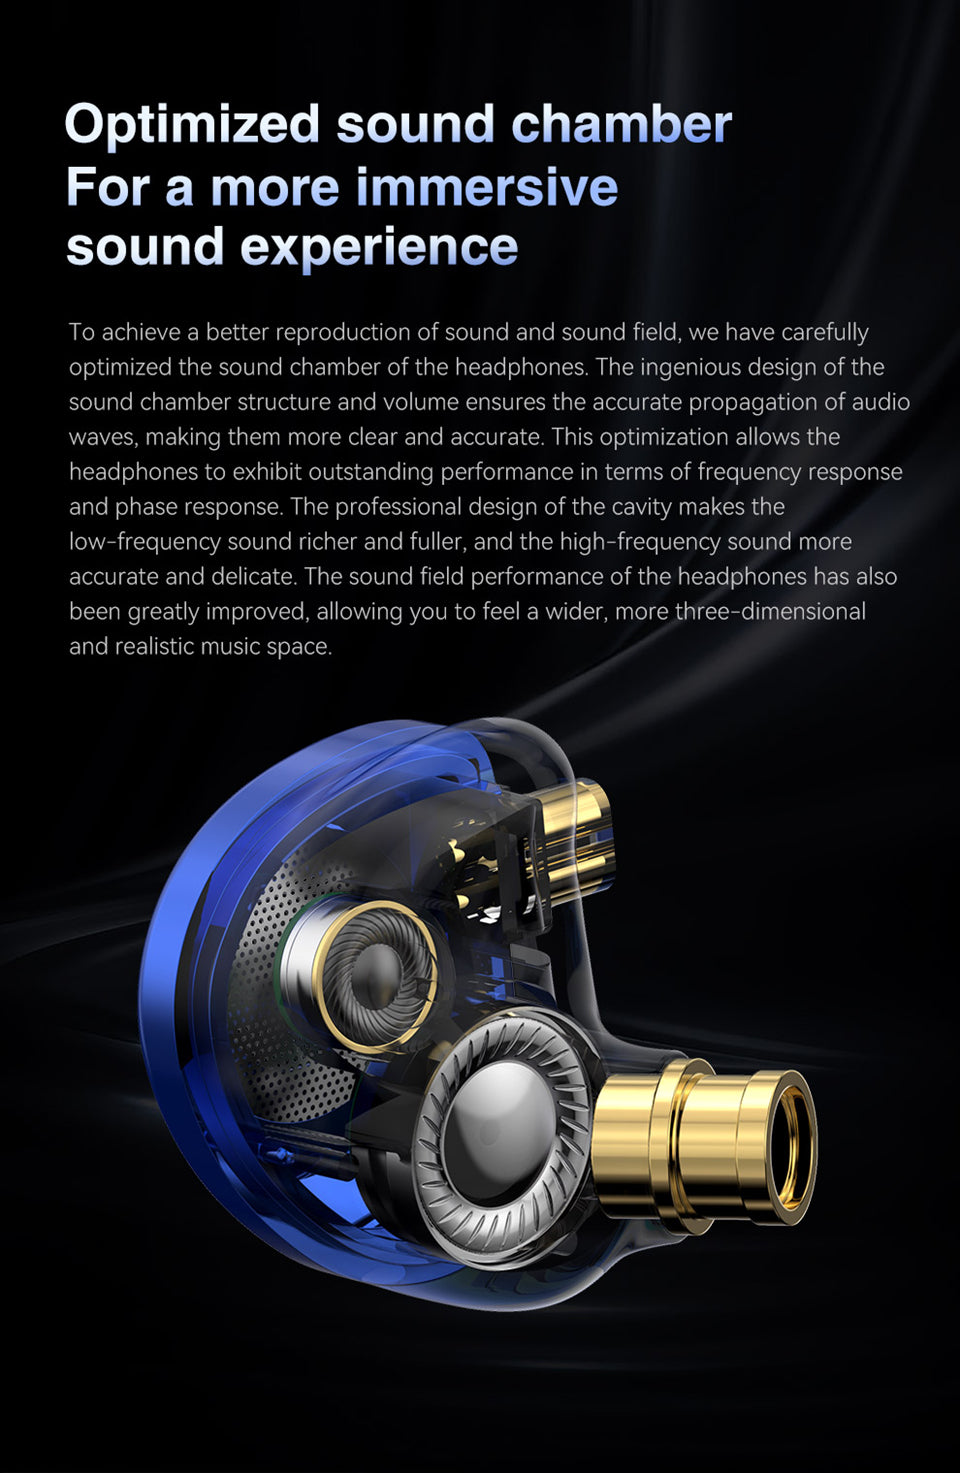 Optimized sound chamber
For a more immersive
sound experience
To achieve a better reproduction of sound and sound field, we have carefully
optimized the sound chamber of the headphones. The ingenious design of the
sound chamber structure and volume ensures the accurate propagation of audio
waves, making them more clear and accurate. This optimization allows the
headphones to exhibit outstanding performance in terms of frequency response
and phase response. The professional design of the cavity makes the
low-frequency sound richer and fuller, and the high-frequency sound more
accurate and delicate. The sound field performance of the headphones has also
been greatly improved, allowing you to feel a wider, more three-dimensional
and realistic music space.